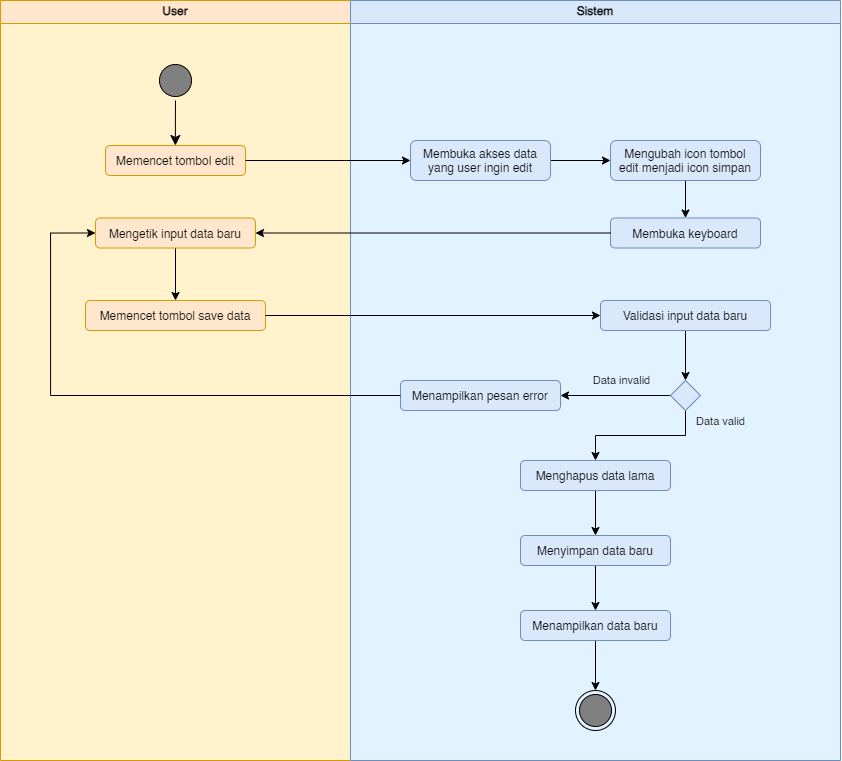 User
Sistem
Memencet tombol edit
Membuka akses data
yang user ingin edit
Mengubah icon tombol
edit menjadi icon simpan
Mengetik input data baru
Membuka keyboard
Memencet tombol save data
Validasi input data baru
Data invalid
Menampilkan pesan error
Data valid
Menghapus data lama
Menyimpan data baru
Menampilkan data baru